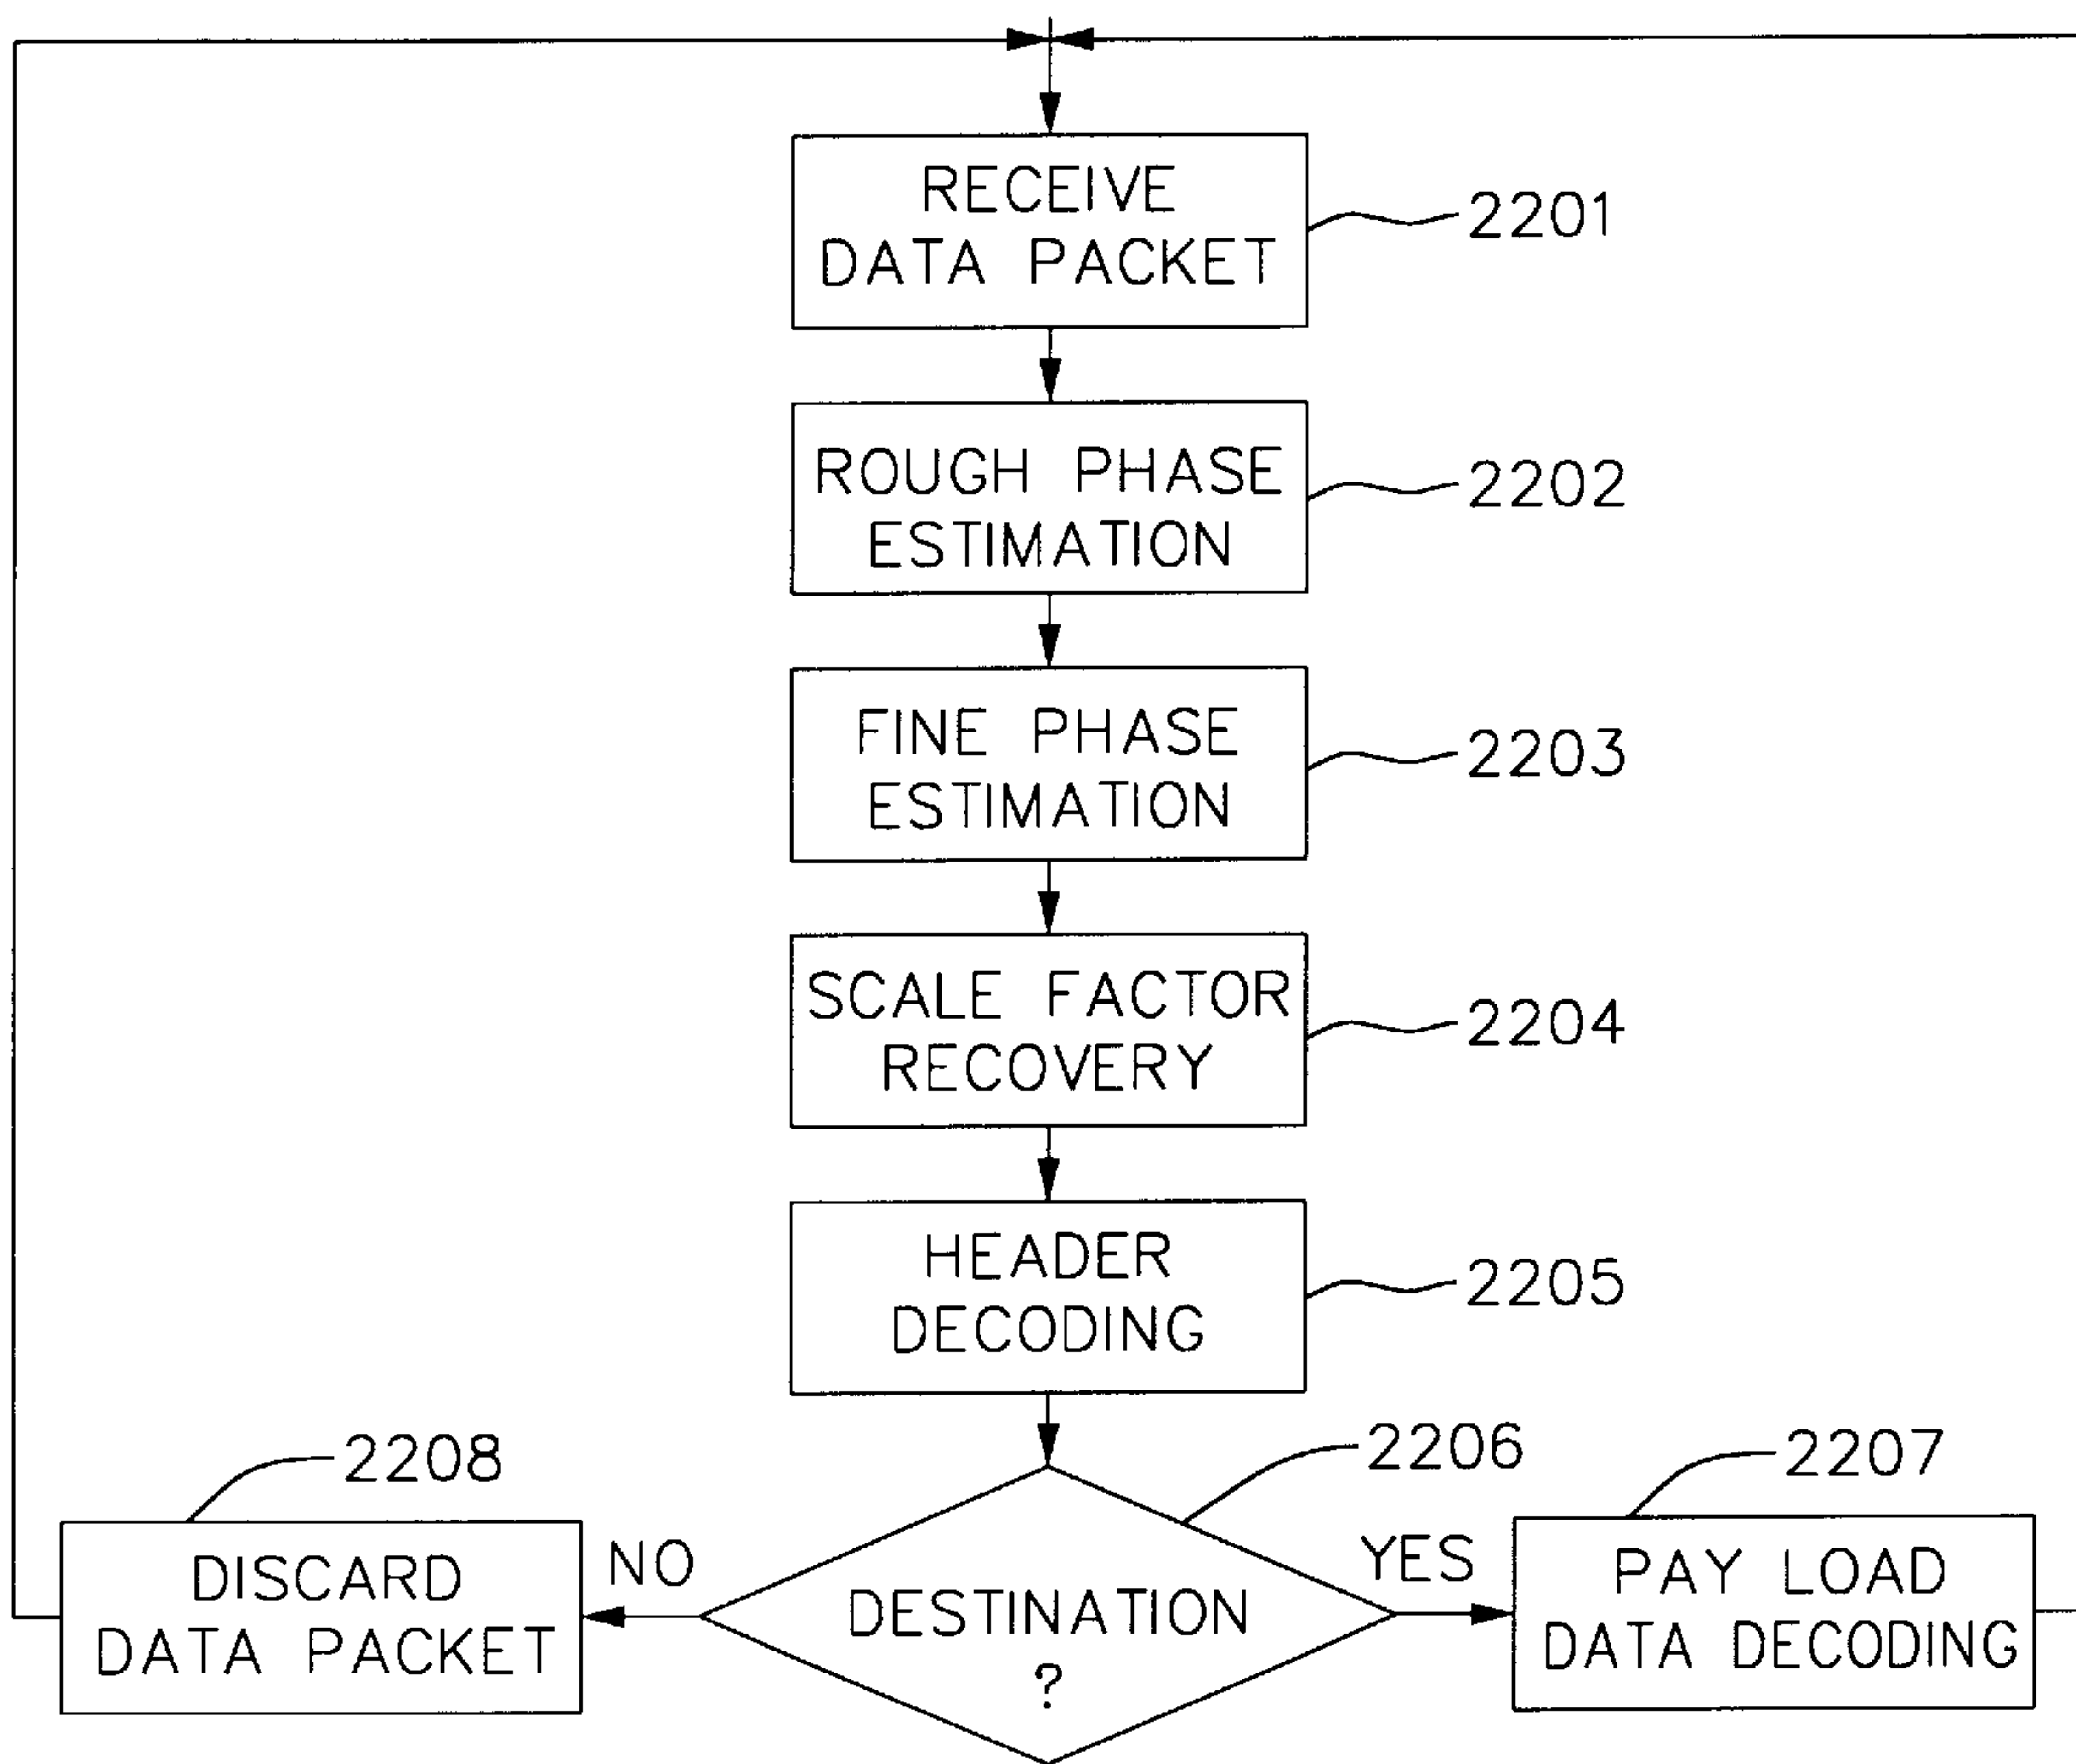 RECEIVE
DATA PACKET
2201
ROUGH PHASE
ESTIMATION
2202
FINE PHASE
ESTIMATION
2203
SCALE FACTOR
RECOVERY
2204
HEADER
DECODING
2205
2208
2206
2207
DISCARD
DATA PACKET
NO
DESTINATION
?
YES
PAY LOAD
DATA DECODING